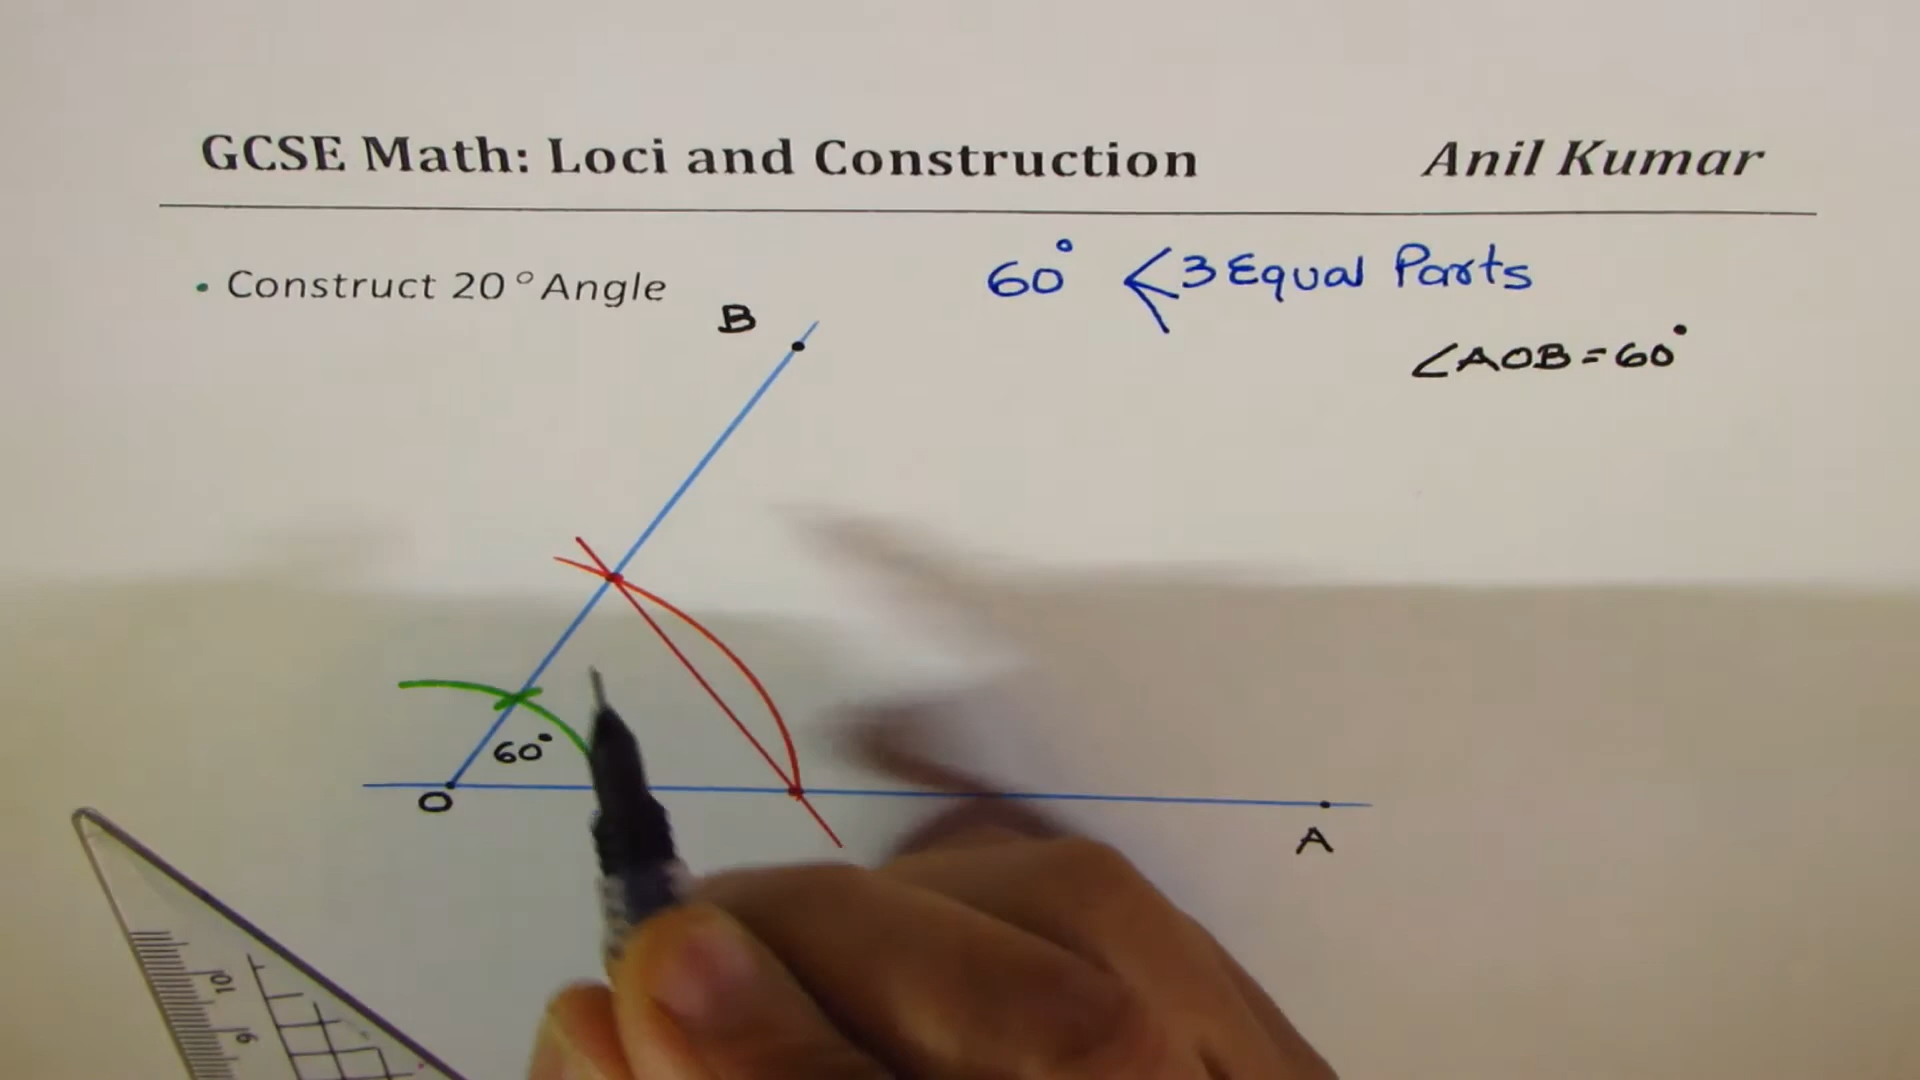 GCSE Math: Loci and Construction Anil Kumar
• Construct 20° Angle
60° < 3 Equal Parts
∠AOB = 60°
B
60°
O
A
10
9